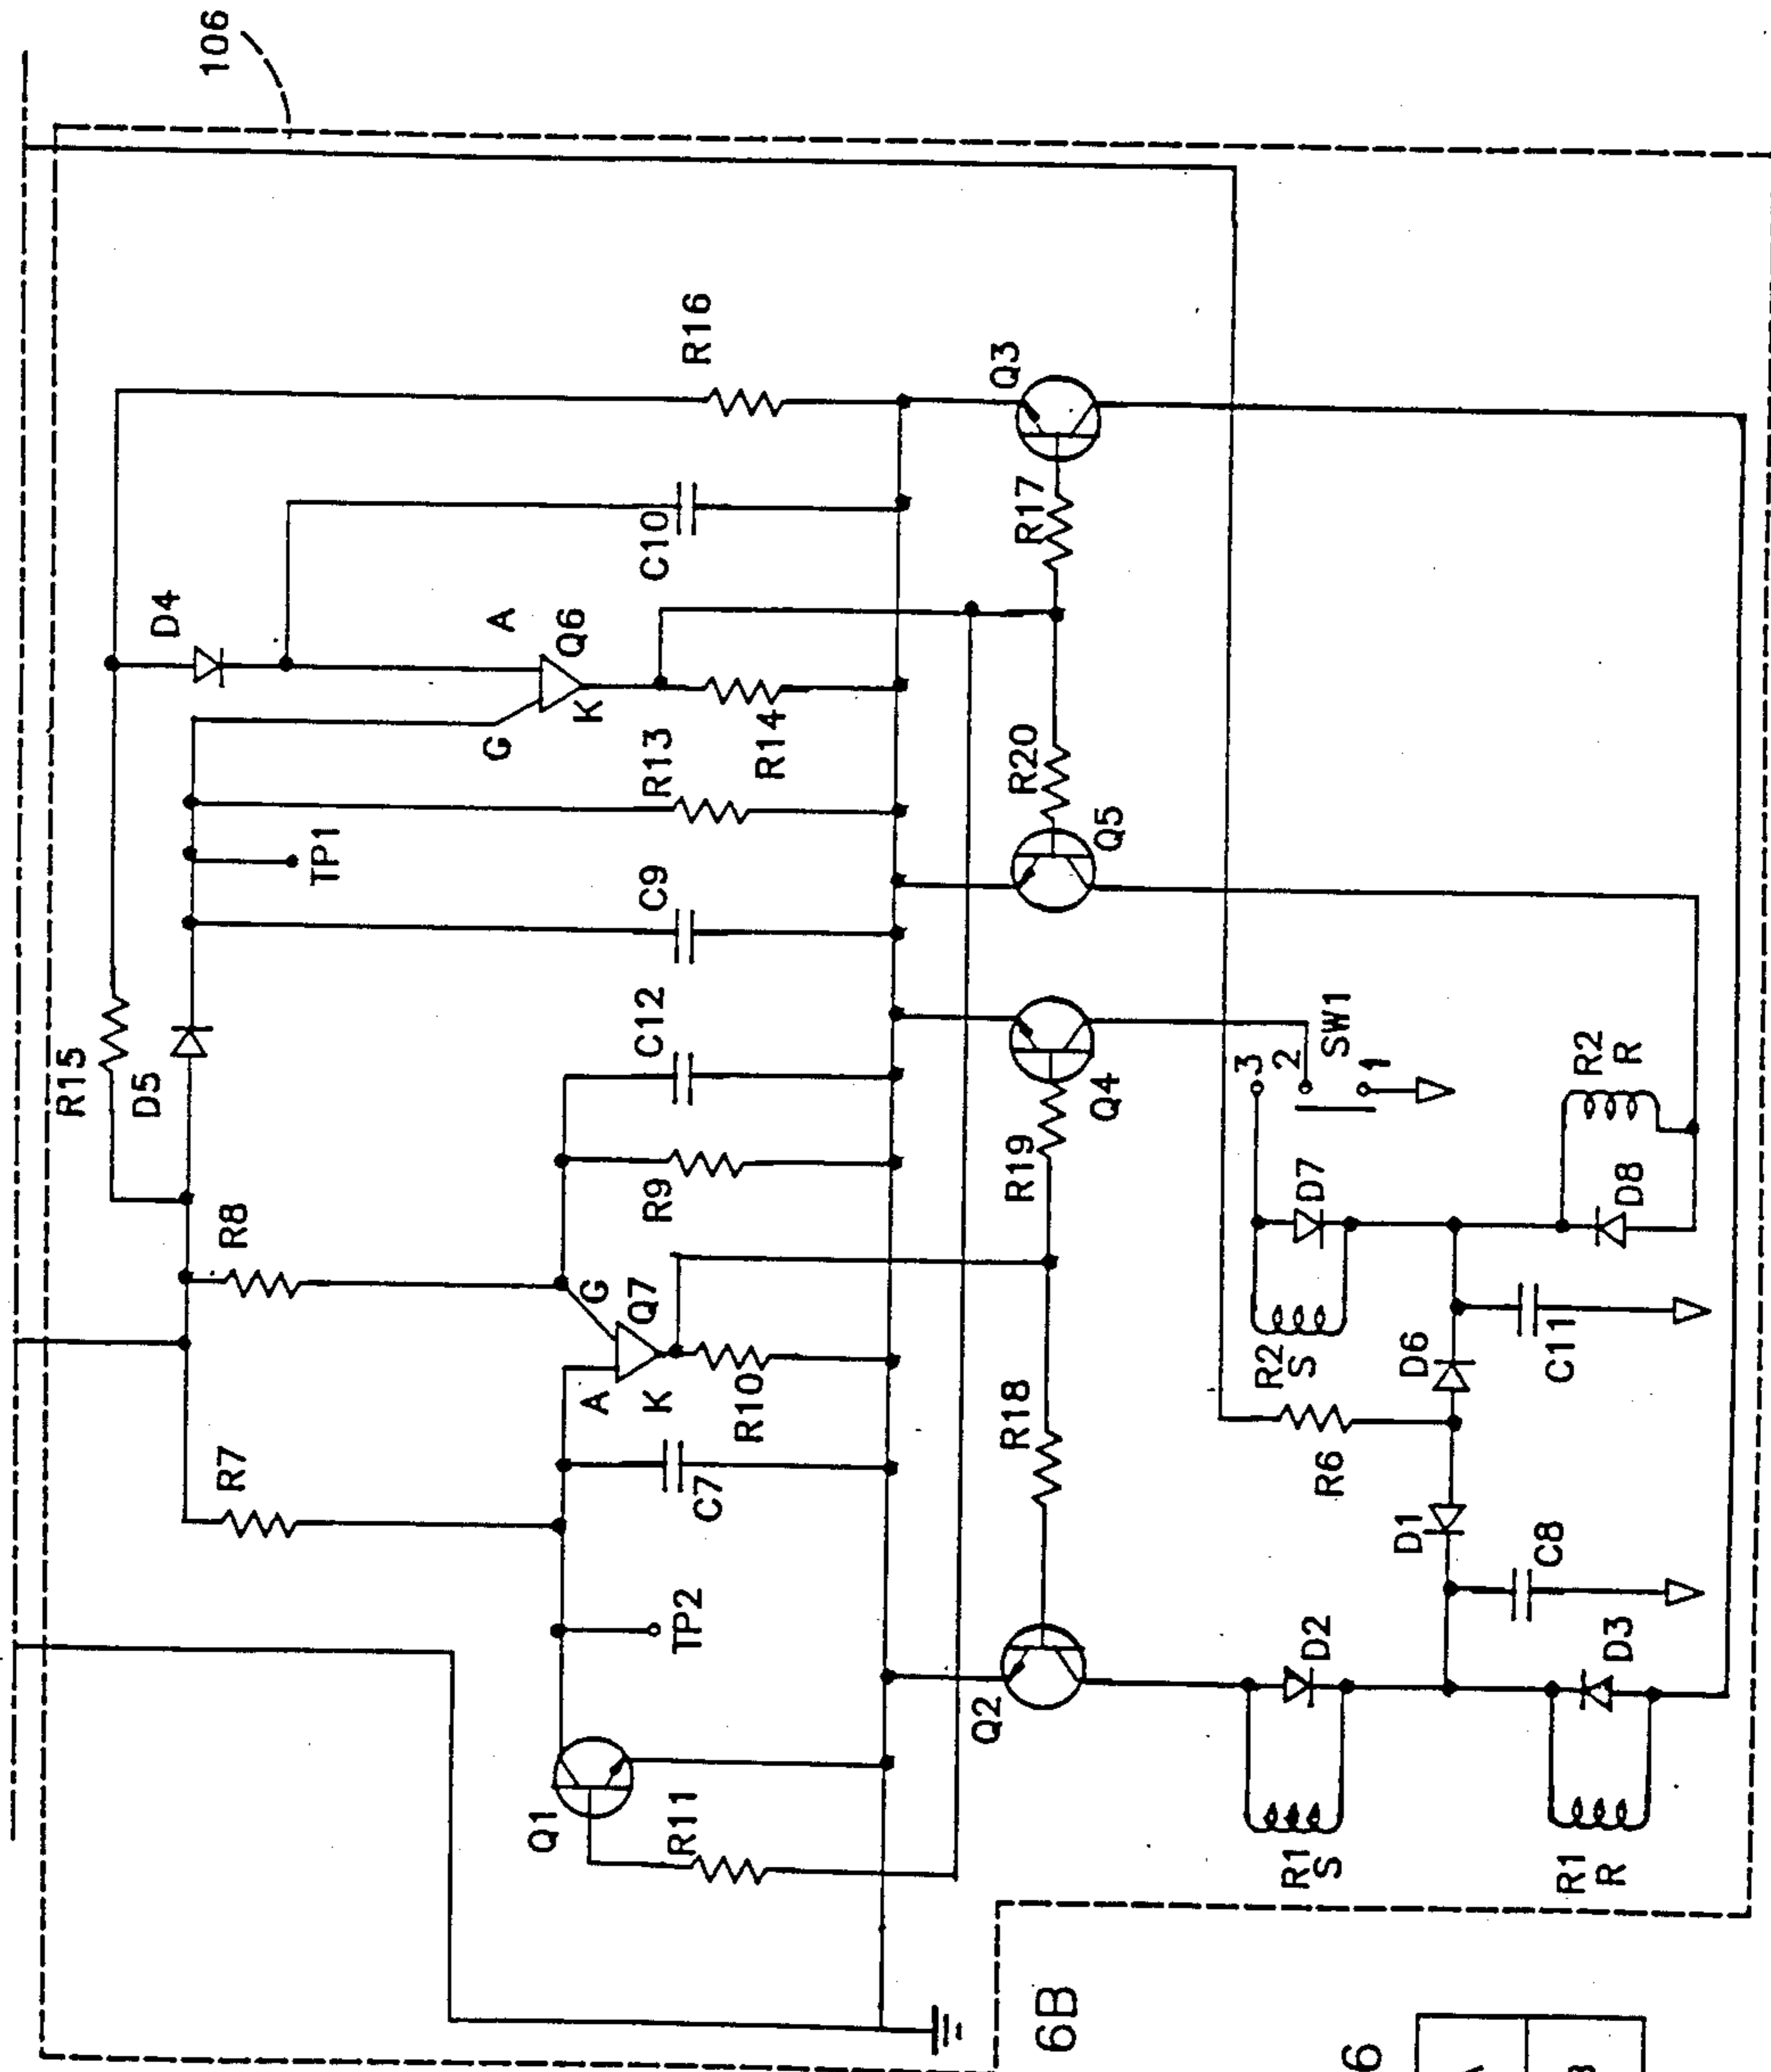 106
R15
D5
D4
R7
R8
A
G
Q7
K
R10
C7
R9
C12
C9
TP1
R13
G
K
A
Q6
R14
C10
R16
TP2
Q1
R11
Q2
R18
R19
Q4
Q5
R20
R17
Q3
3
2
1
SW1
R2
S
D7
R2
R
D8
R6
D6
C11
D1
C8
R1
S
D2
R1
R
D3
6B
6
A
B